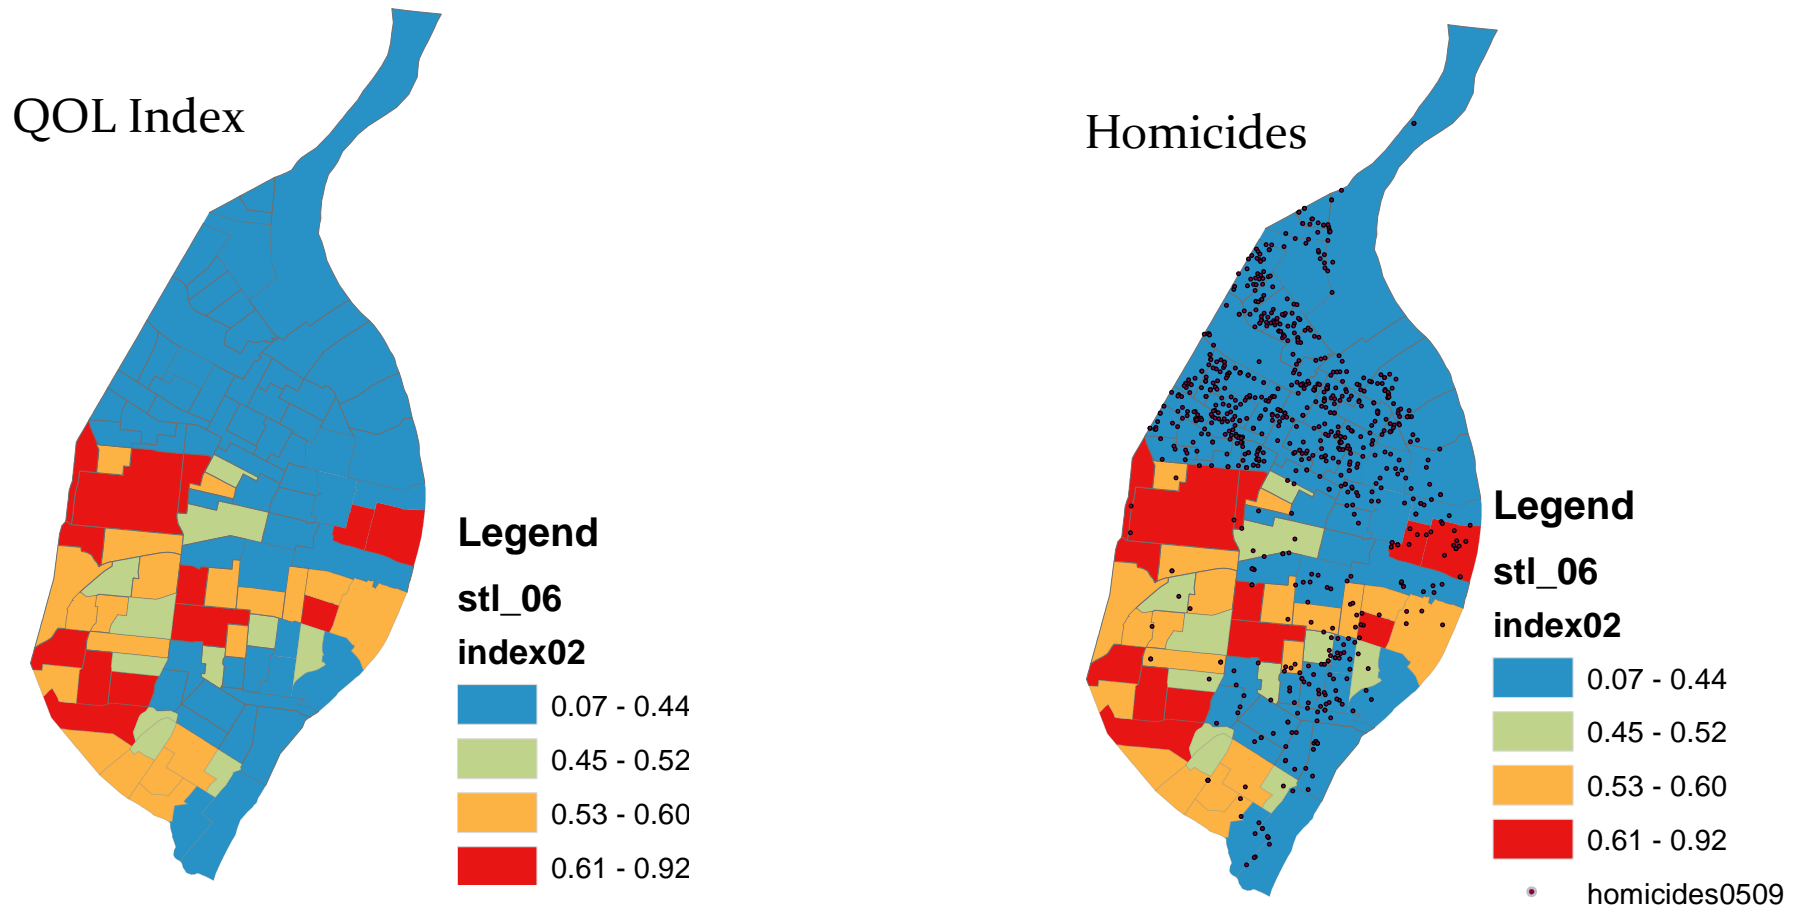 QOL Index
Legend
stl_06
index02
0.07 - 0.44
0.45 - 0.52
0.53 - 0.60
0.61 - 0.92
Homicides
Legend
stl_06
index02
0.07 - 0.44
0.45 - 0.52
0.53 - 0.60
0.61 - 0.92
homicides0509